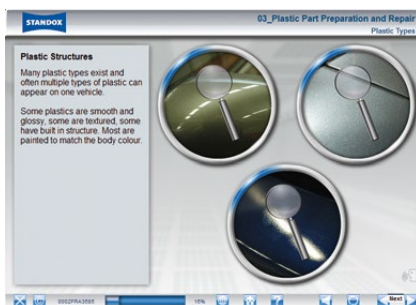 STANDOX
03_Plastic Part Preparation and Repair
Plastic Types
Plastic Structures
Many plastic types exist and
often multiple types of plastic can
appear on one vehicle.
Some plastics are smooth and
glossy, some are textured, some
have built in structure. Most are
painted to match the body colour.
0002FRA3595
16%
Next